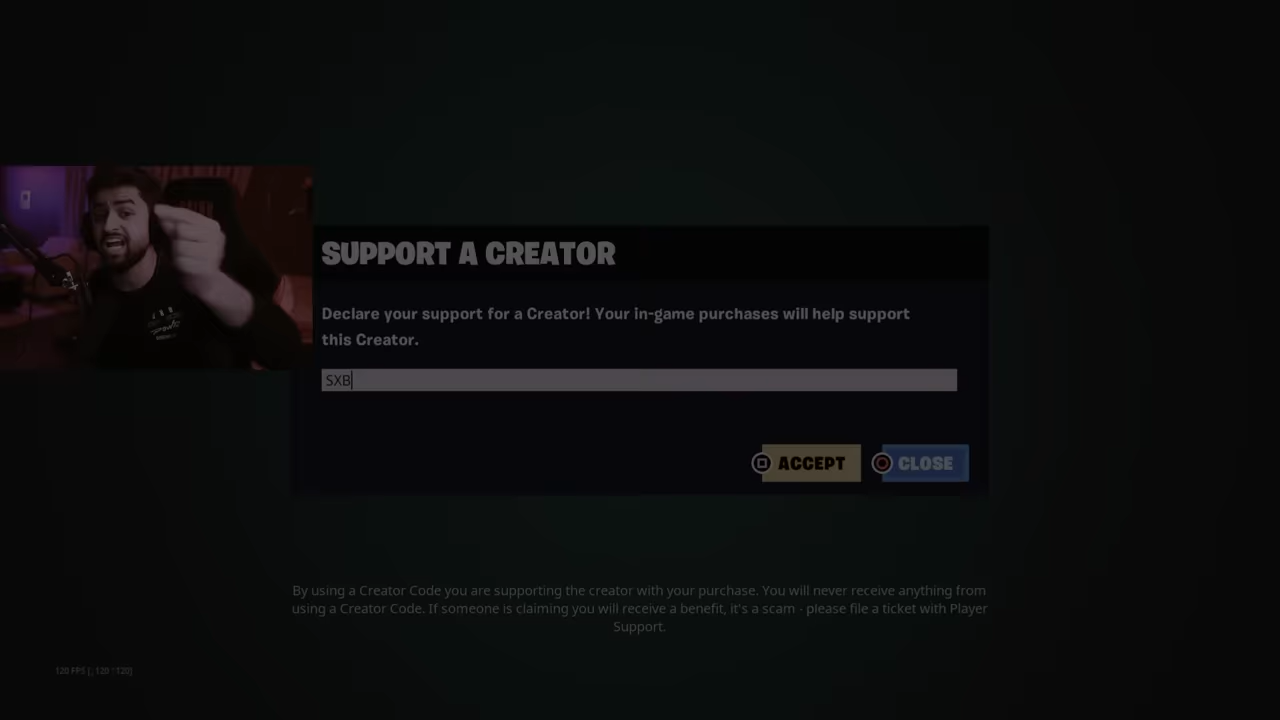 SUPPORT A CREATOR
Declare your support for a Creator! Your in-game purchases will help support
this Creator.
SXB
ACCEPT
CLOSE
By using a Creator Code you are supporting the creator with your purchase. You will never receive anything from
using a Creator Code. If someone is claiming you will receive a benefit, it's a scam - please file a ticket with Player
Support.